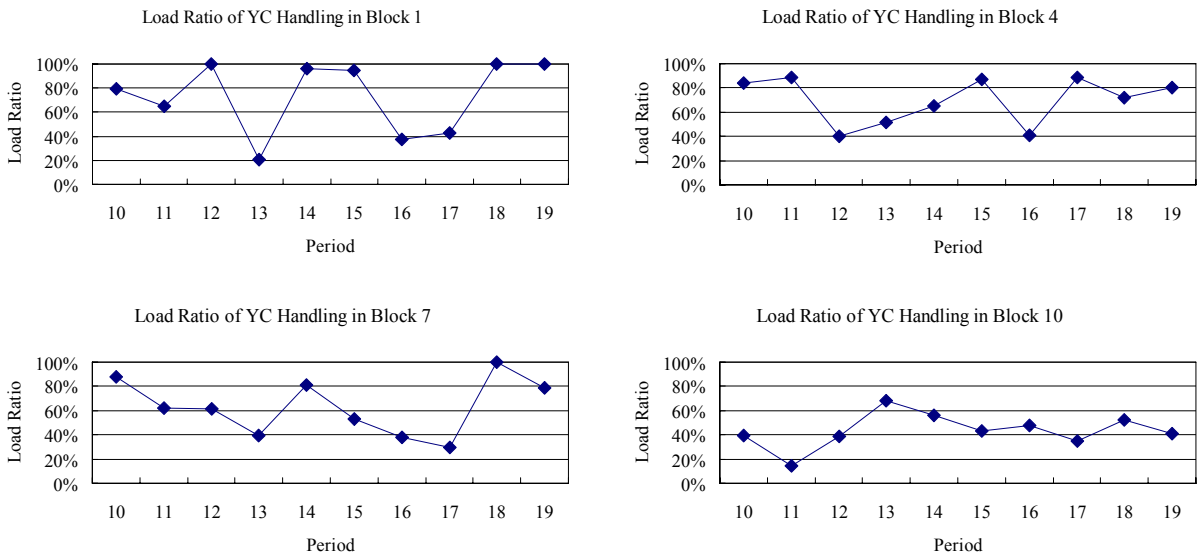 Load Ratio of YC Handling in Block 1
Load Ratio
100%
80%
60%
40%
20%
0%
10 11 12 13 14 15 16 17 18 19
Period
Load Ratio of YC Handling in Block 4
Load Ratio
100%
80%
60%
40%
20%
0%
10 11 12 13 14 15 16 17 18 19
Period
Load Ratio of YC Handling in Block 7
Load Ratio
100%
80%
60%
40%
20%
0%
10 11 12 13 14 15 16 17 18 19
Period
Load Ratio of YC Handling in Block 10
Load Ratio
100%
80%
60%
40%
20%
0%
10 11 12 13 14 15 16 17 18 19
Period